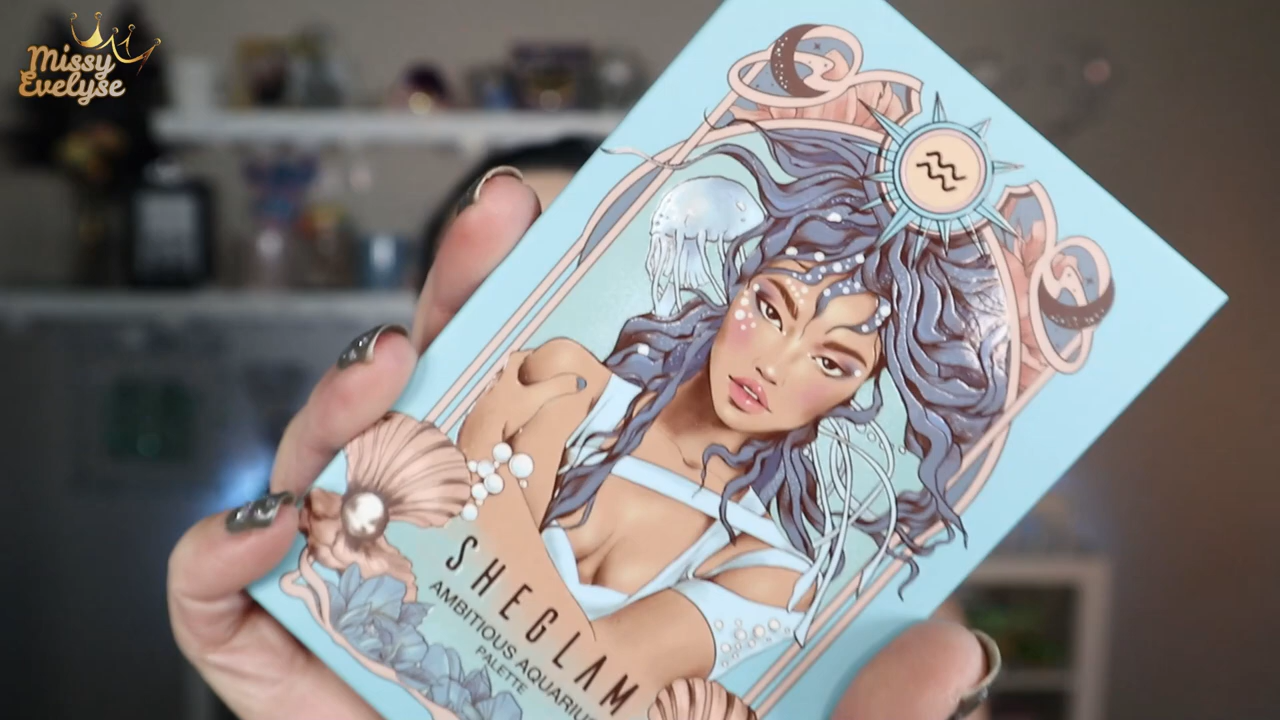 Missy
Evelyse
SHEGLAM
AMBITIOUS AQUARIUS
PALETTE